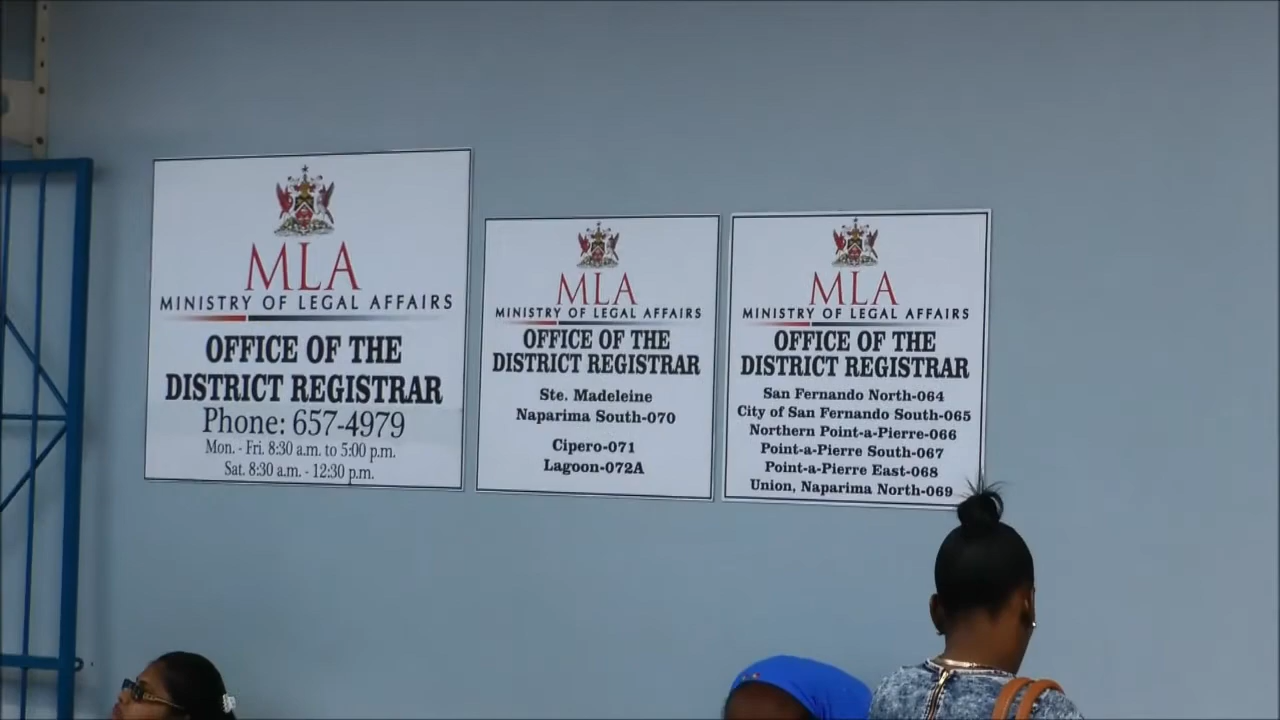 MLA
MINISTRY OF LEGAL AFFAIRS
OFFICE OF THE
DISTRICT REGISTRAR
Phone: 657-4979
Mon. - Fri. 8:30 a.m. to 5:00 p.m.
Sat. 8:30 a.m. - 12:30 p.m.
MLA
MINISTRY OF LEGAL AFFAIRS
OFFICE OF THE
DISTRICT REGISTRAR
Ste. Madeleine
Naparima South-070
Cipero-071
Lagoon-072A
MLA
MINISTRY OF LEGAL AFFAIRS
OFFICE OF THE
DISTRICT REGISTRAR
San Fernando North-064
City of San Fernando South-065
Northern Point-a-Pierre-066
Point-a-Pierre South-067
Point-a-Pierre East-068
Union, Naparima North-069